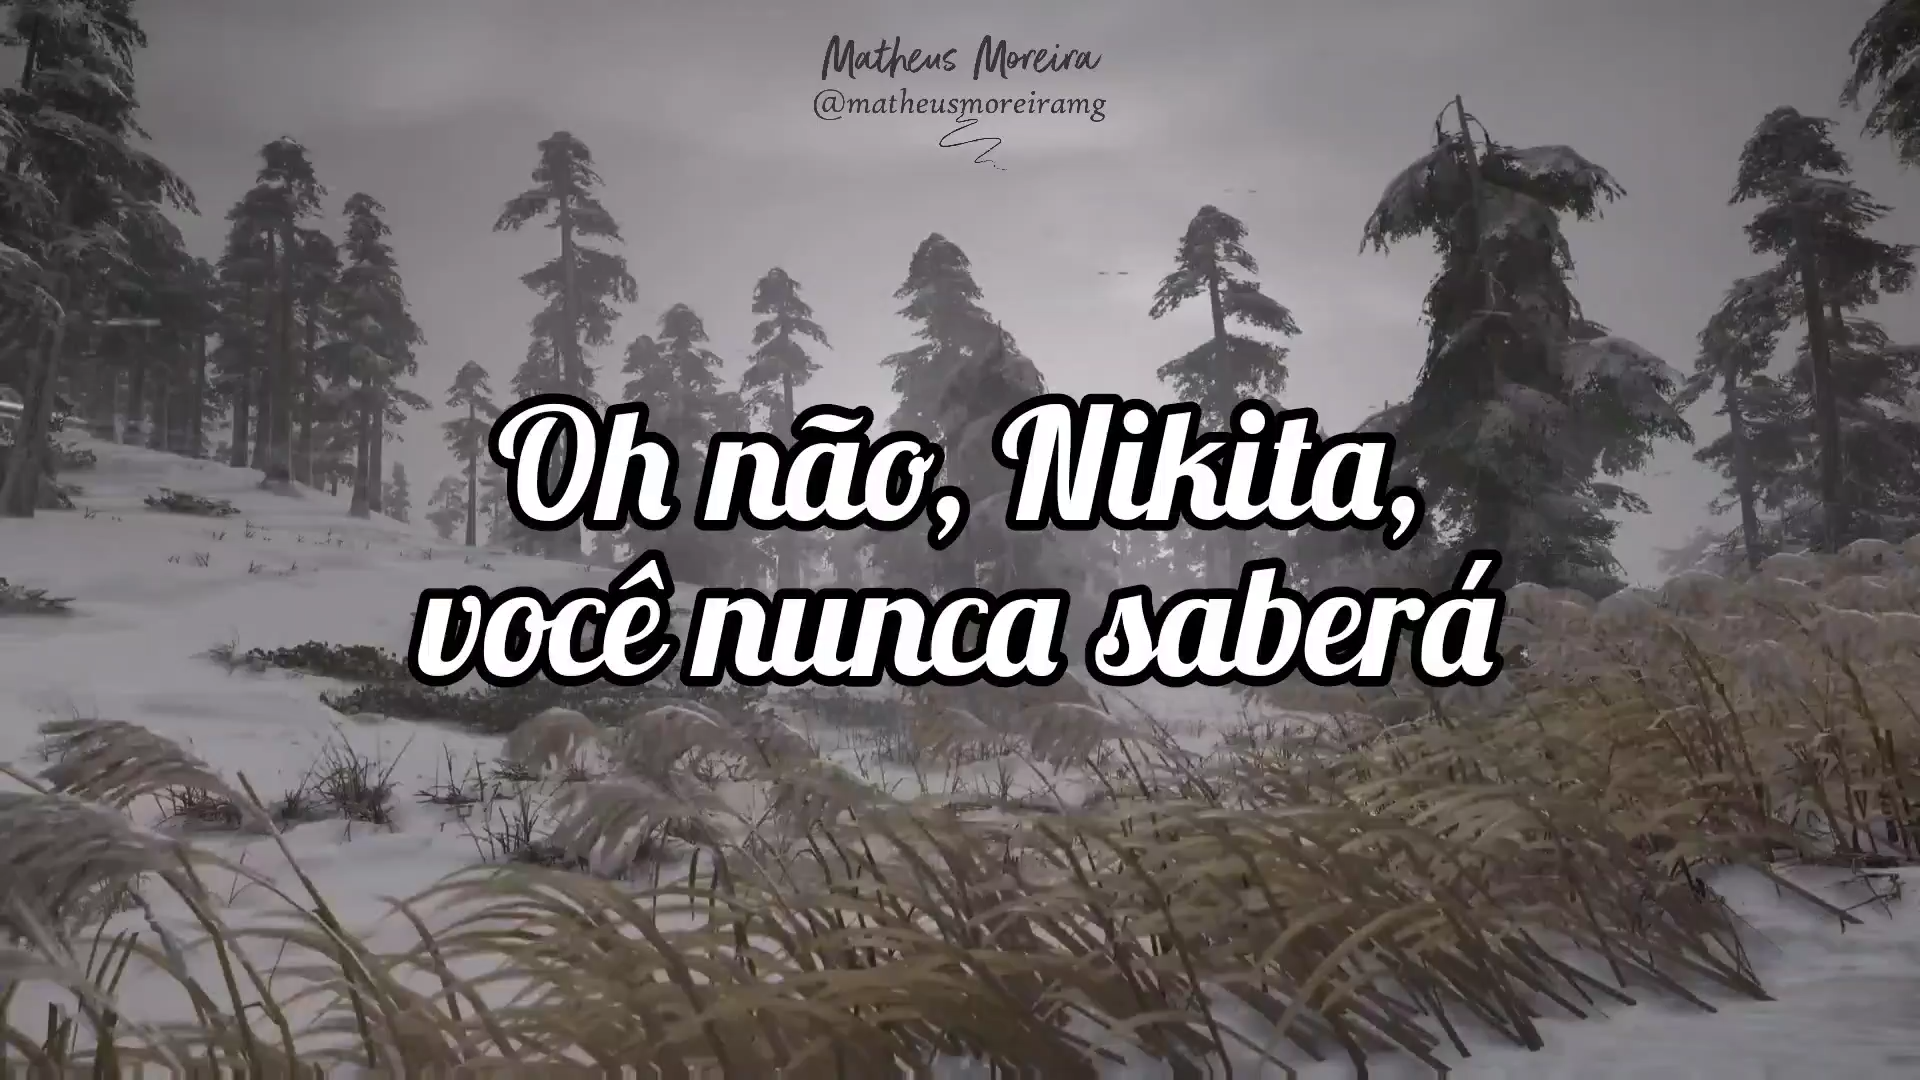 Matheus Moreira
@matheusmoreiramg
Oh não, Nikita,
você nunca saberá